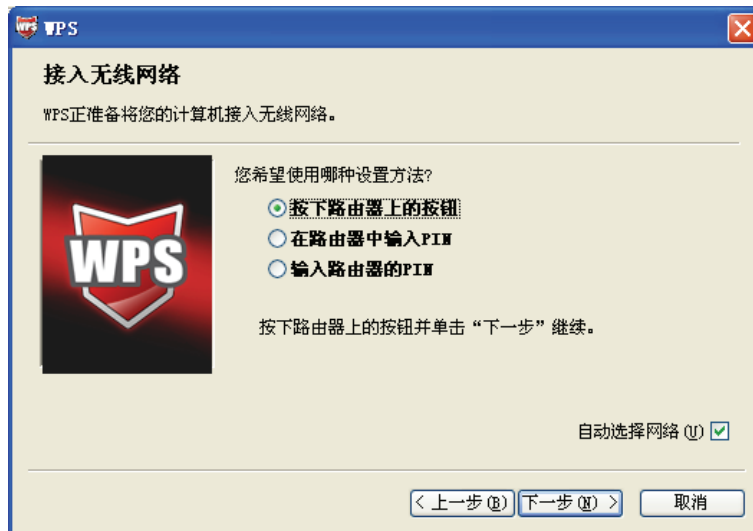 WPS
接入无线网络
WPS正准备将您的计算机接入无线网络。
WPS
您希望使用哪种设置方法?
按下路由器上的按钮
在路由器中输入PIN
输入路由器的PIN
按下路由器上的按钮并单击“下一步”继续。
自动选择网络(U)
< 上一步(B) 下一步(N) > 取消